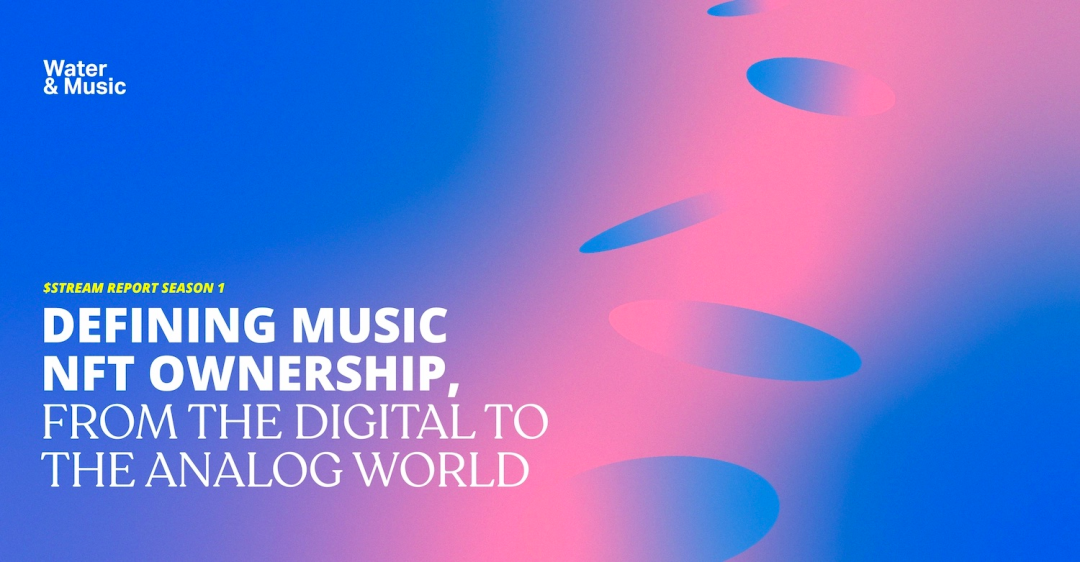 Water
& Music
$STREAM REPORT SEASON 1
DEFINING MUSIC
NFT OWNERSHIP,
FROM THE DIGITAL TO
THE ANALOG WORLD